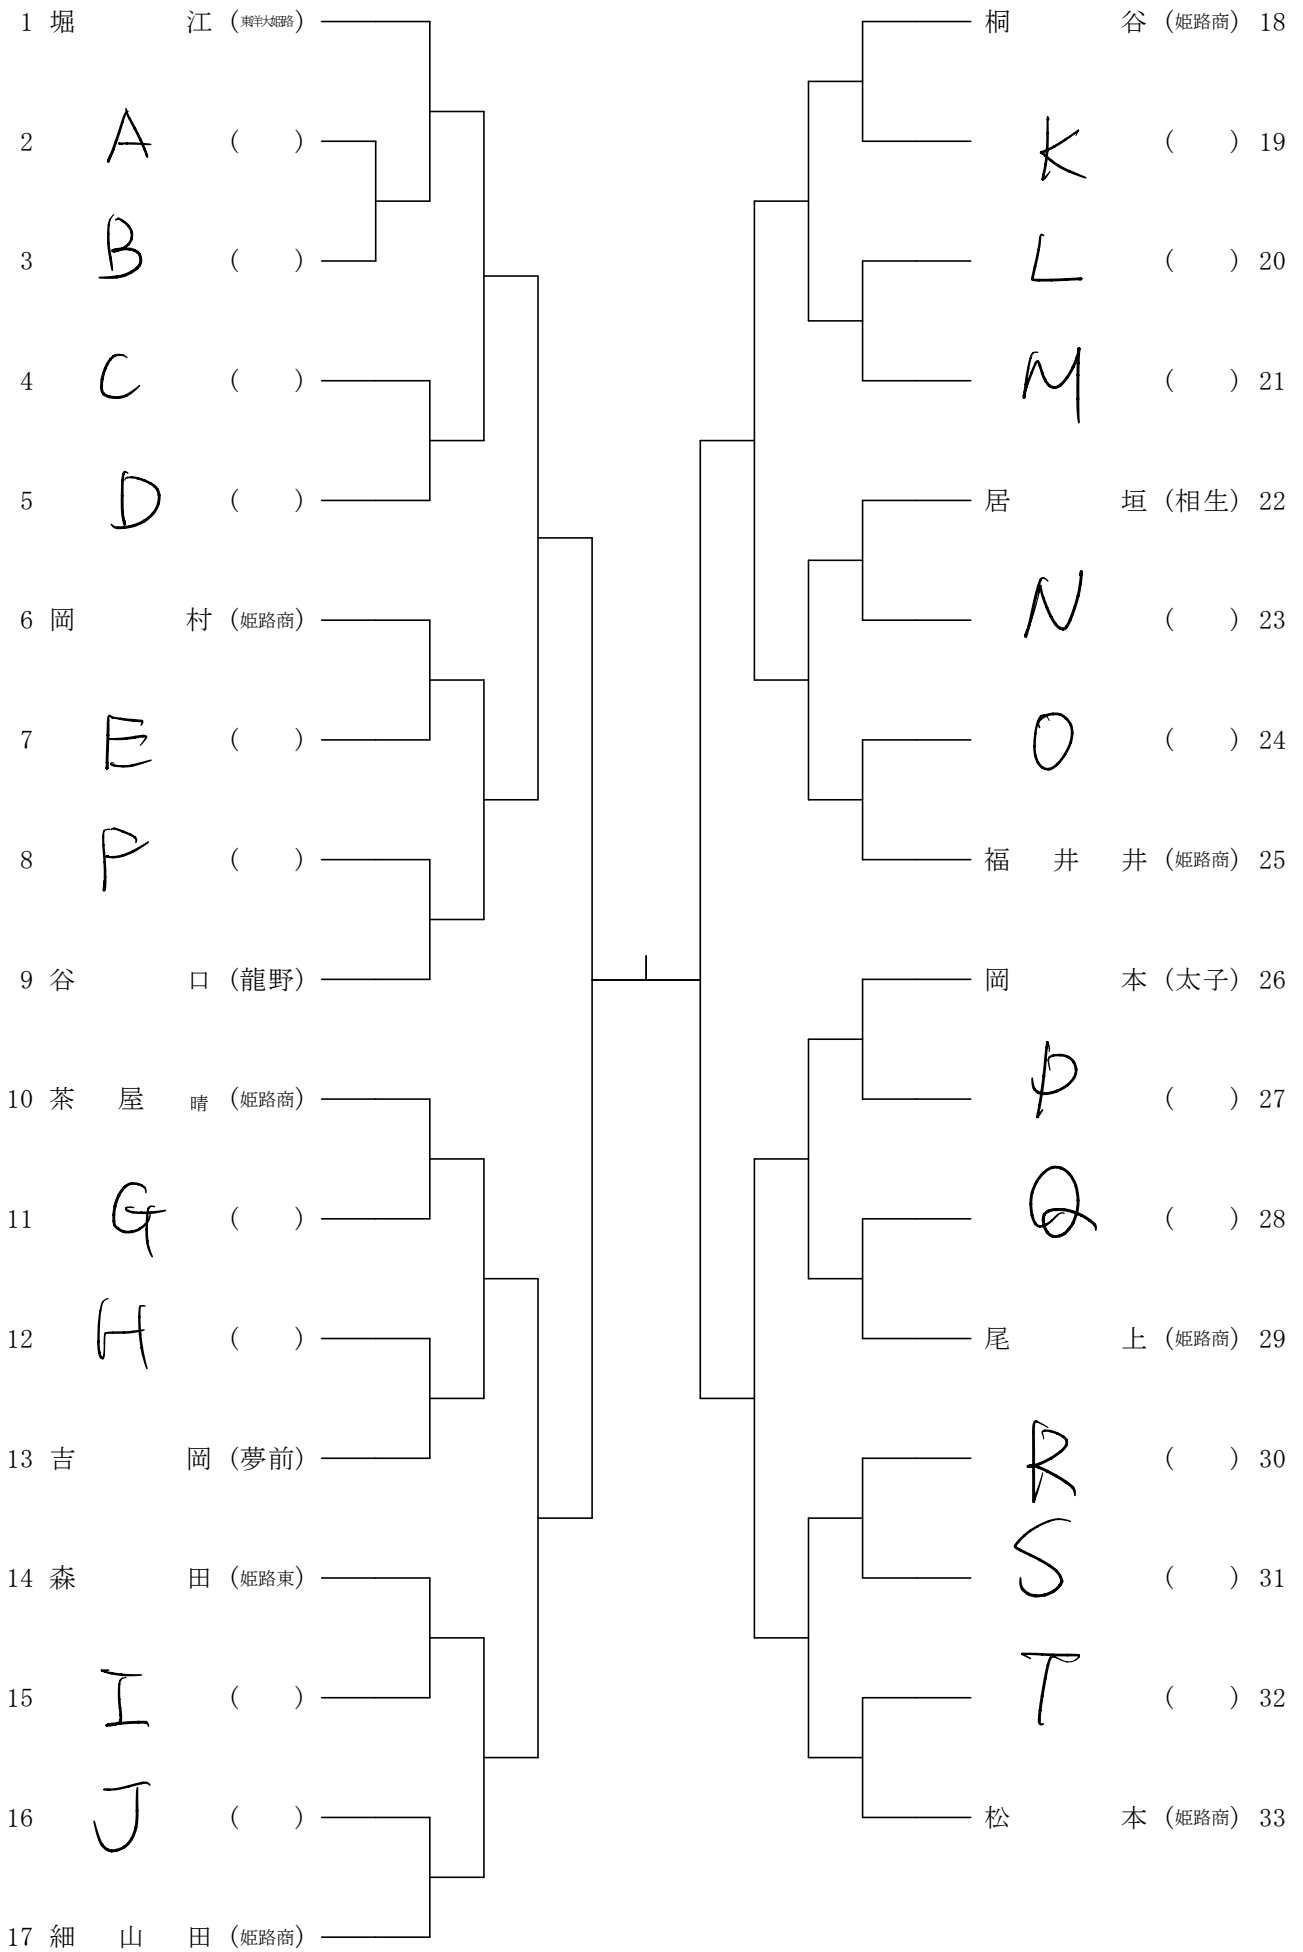 1 堀 江 (東洋大姫路)
2 A ( )
3 B ( )
4 C ( )
5 D ( )
6 岡 村 (姫路商)
7 E ( )
8 P ( )
9 谷 口 (龍野)
10 茶 屋 晴 (姫路商)
11 G ( )
12 H ( )
13 吉 岡 (夢前)
14 森 田 (姫路東)
15 I ( )
16 J ( )
17 細 山 田 (姫路商)
桐 谷 (姫路商) 18
K ( ) 19
L ( ) 20
M ( ) 21
居 垣 (相生) 22
N ( ) 23
O ( ) 24
福 井 井 (姫路商) 25
岡 本 (太子) 26
P ( ) 27
Q ( ) 28
尾 上 (姫路商) 29
R ( ) 30
S ( ) 31
T ( ) 32
松 本 (姫路商) 33